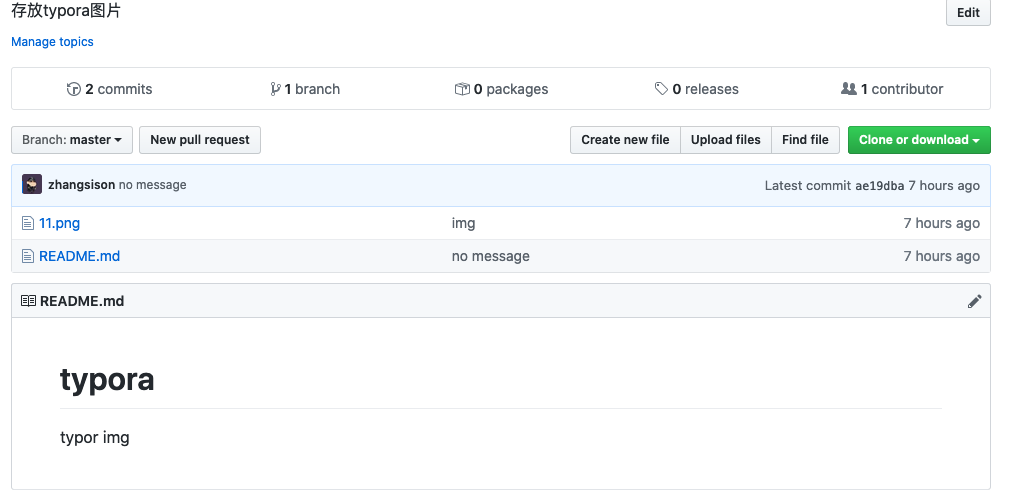 存放typora图片
Edit
Manage topics
2 commits
1 branch
0 packages
0 releases
1 contributor
Branch: master
New pull request
Create new file
Upload files
Find file
Clone or download
zhangsison no message
Latest commit ae19dba 7 hours ago
11.png
img
7 hours ago
README.md
no message
7 hours ago
README.md
typora
typor img